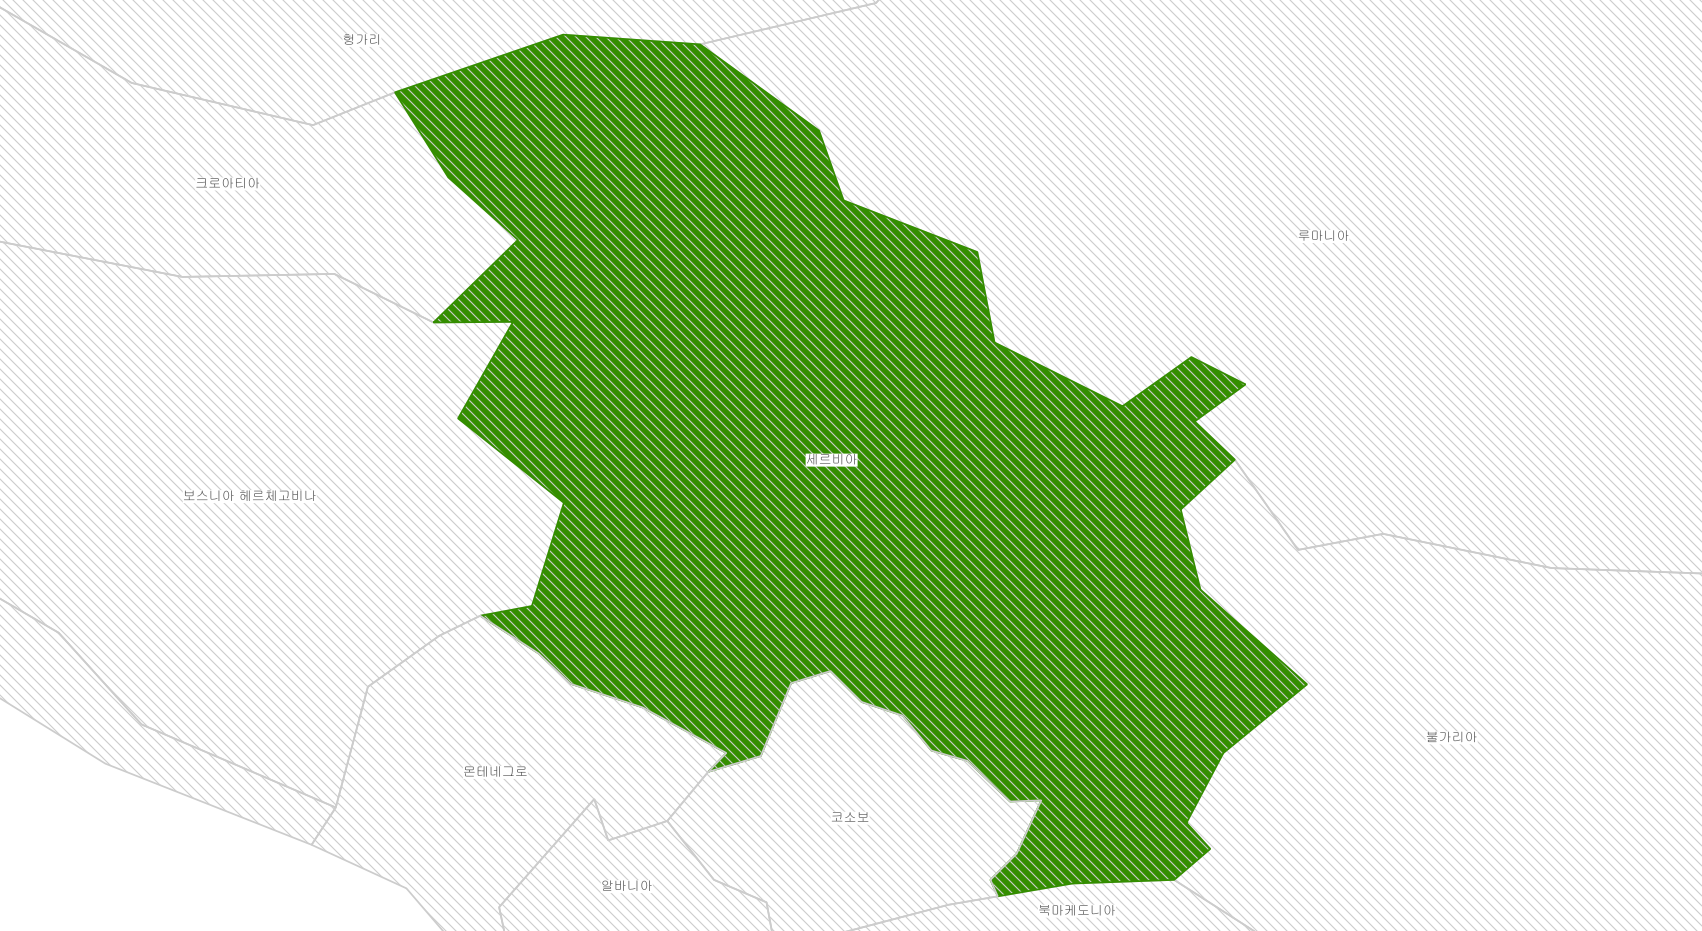 헝가리
크로아티아
루마니아
세르비아
보스니아 헤르체고비나
불가리아
몬테네그로
코소보
알바니아
북마케도니아